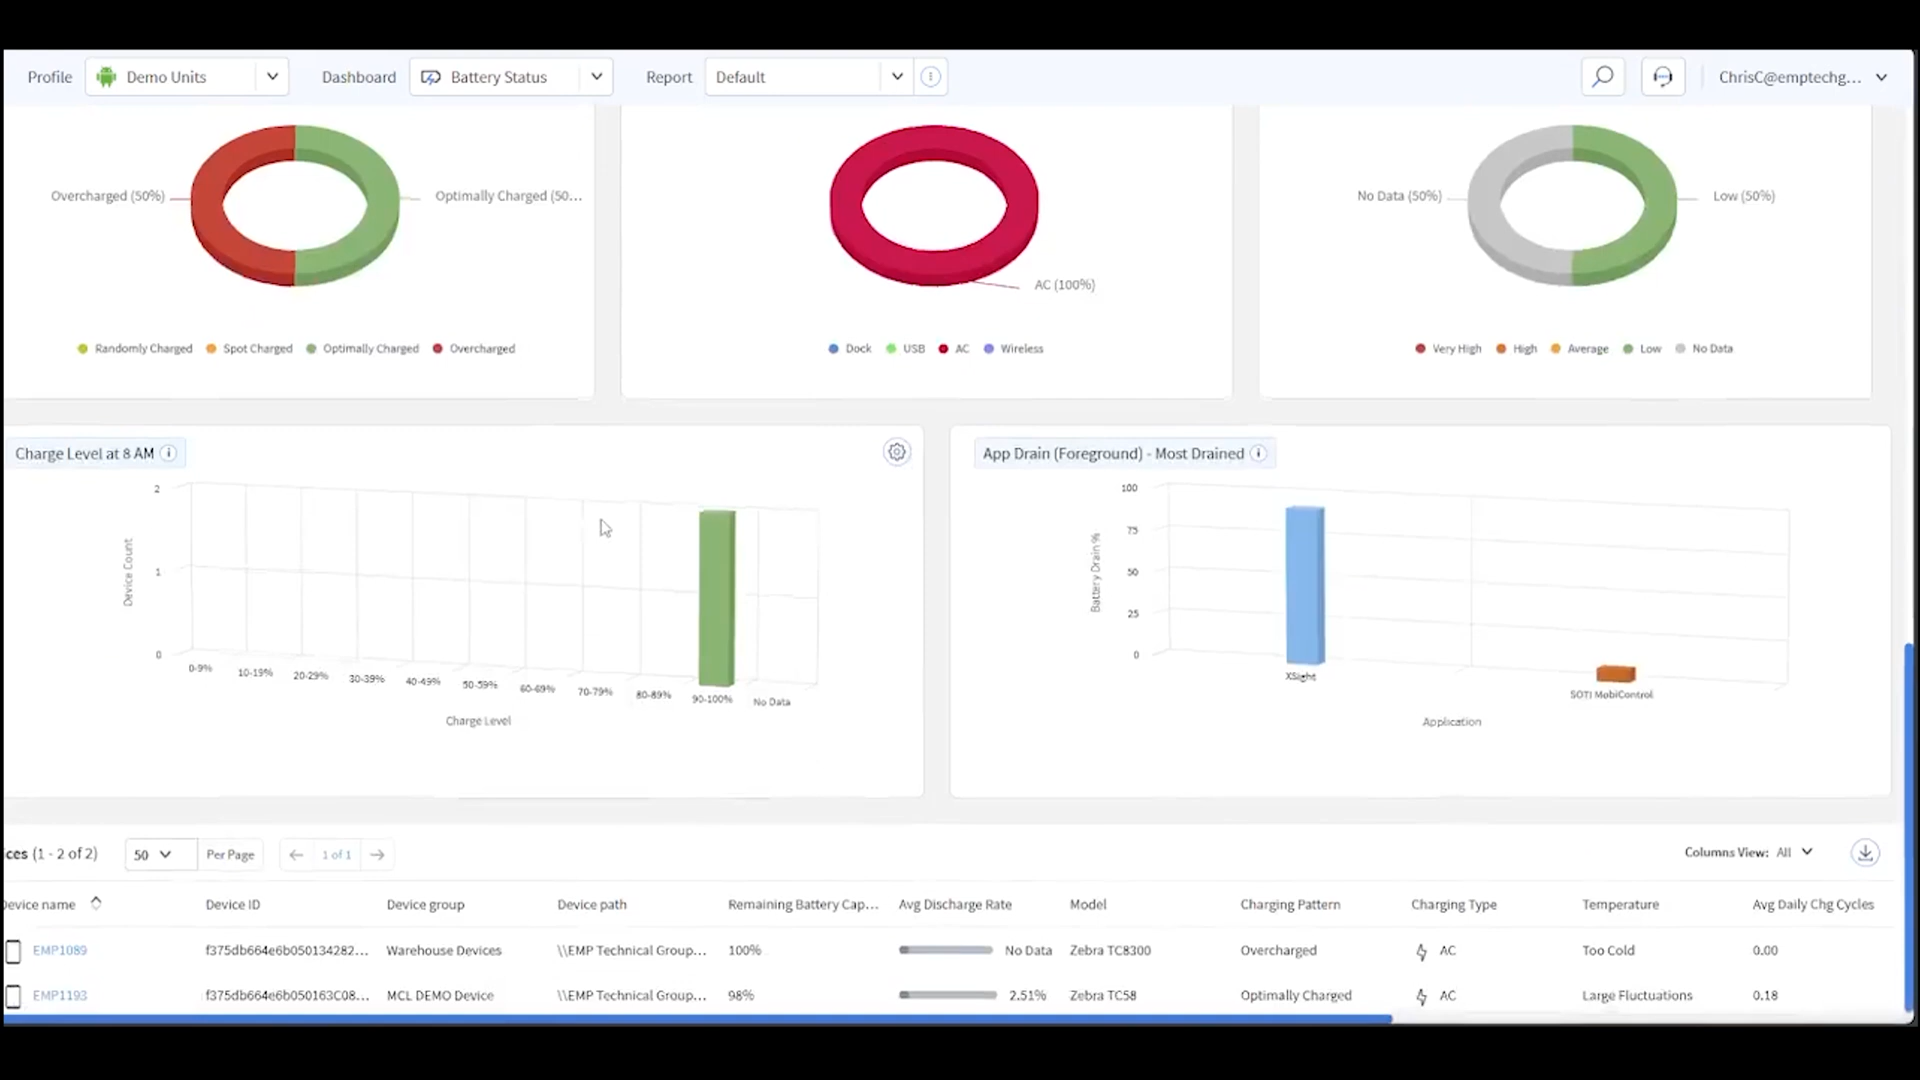 Profile Demo Units Dashboard Battery Status Report Default ChrisC@emptechg...
Overcharged (50%) Optimally Charged (50...
AC (100%)
No Data (50%) Low (50%)
Randomly Charged Spot Charged Optimally Charged Overcharged
Dock USB AC Wireless
Very High High Average Low No Data
Charge Level at 8 AM
2
1
0
Device Count
0-9% 10-19% 20-29% 30-39% 40-49% 50-59% 60-69% 70-79% 80-89% 90-100% No Data
Charge Level
App Drain (Foreground) - Most Drained
100
75
50
25
0
Battery Drain %
XSight SOTI MobiControl
Application
ces (1 - 2 of 2) 50 Per Page 1 of 1 Columns View: All
Device name Device ID Device group Device path Remaining Battery Cap... Avg Discharge Rate Model Charging Pattern Charging Type Temperature Avg Daily Chg Cycles
EMP1089 f375db664e6b050134282... Warehouse Devices \\EMP Technical Group... 100% No Data Zebra TC8300 Overcharged AC Too Cold 0.00
EMP1193 f375db664e6b050163C08... MCL DEMO Device \\EMP Technical Group... 98% 2.51% Zebra TC58 Optimally Charged AC Large Fluctuations 0.18